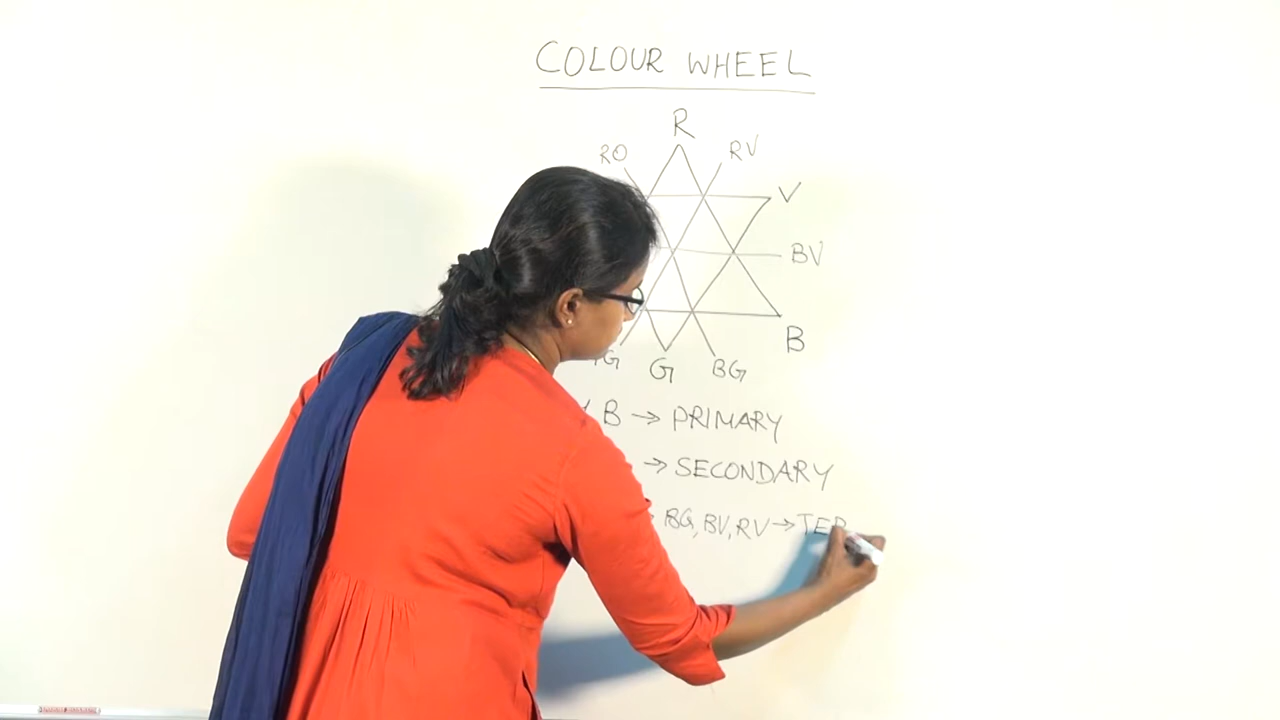 COLOUR WHEEL
R
RO RV
V
BV
B
G BG
B → PRIMARY
→ SECONDARY
BG, BV, RV → TER